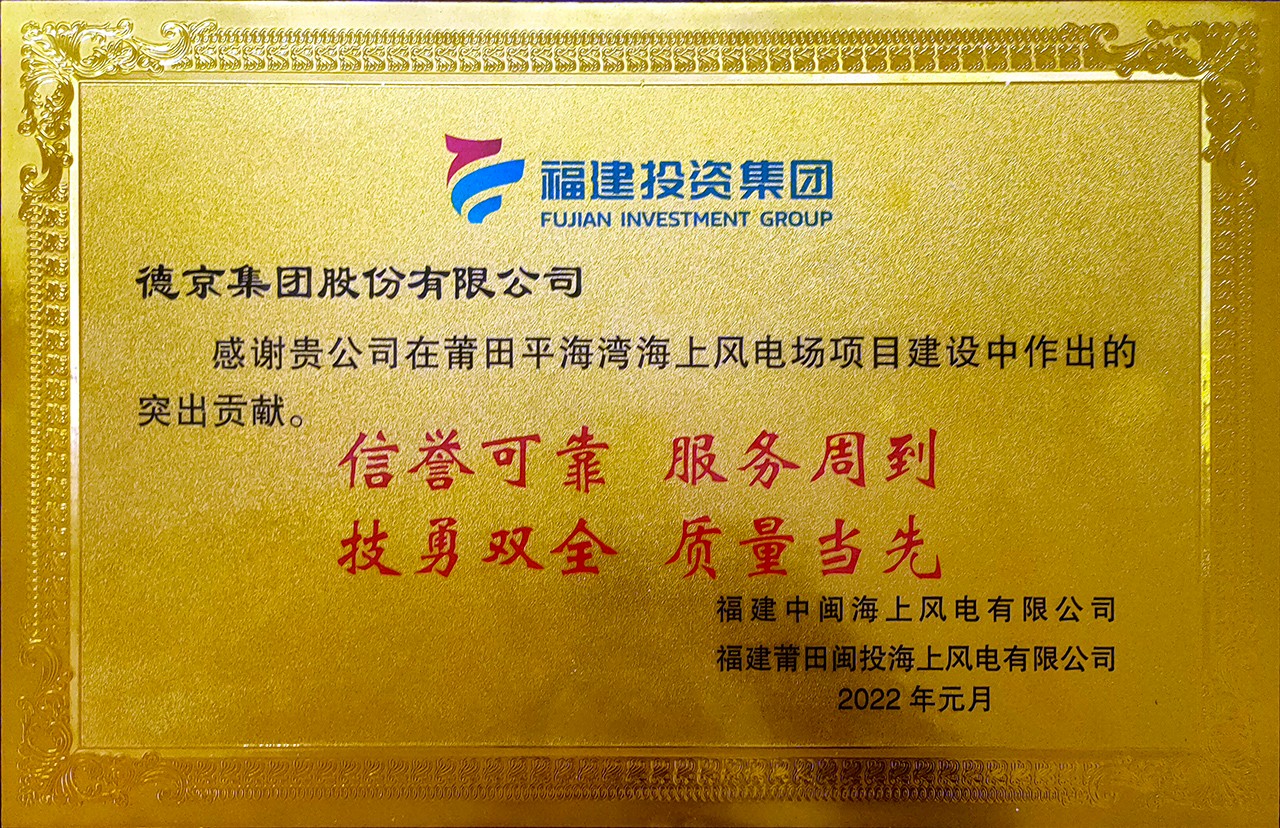 福建投资集团
FUJIAN INVESTMENT GROUP
德京集团股份有限公司
感谢贵公司在莆田平海湾海上风电场项目建设中作出的
突出贡献。
信誉可靠 服务周到
技勇双全 质量当先
福建中闽海上风电有限公司
福建莆田闽投海上风电有限公司
2022 年元月